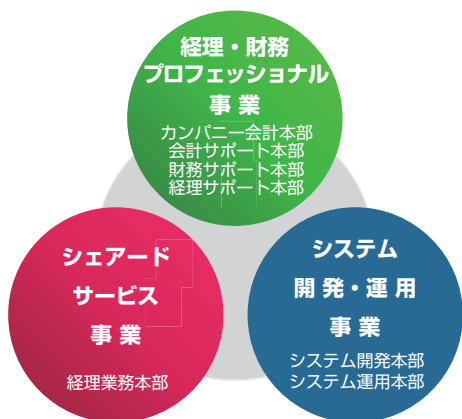 経理・財務
プロフェッショナル
事業
カンパニー会計本部
会計サポート本部
財務サポート本部
経理サポート本部
シェアード
サービス
事業
経理業務本部
システム
開発・運用
事業
システム開発本部
システム運用本部